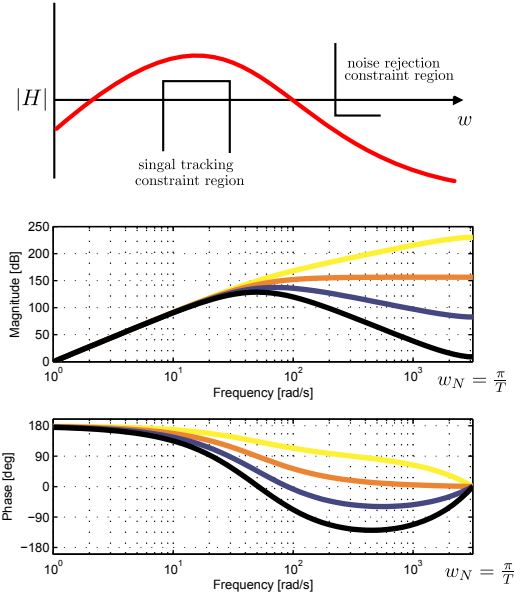 noise rejection
constraint region
|H|
w
singal tracking
constraint region
250
200
150
100
50
0
Magnitude [dB]
10^0 10^1 10^2 10^3
Frequency [rad/s]
w_N = π/T
180
90
0
−90
−180
Phase [deg]
10^0 10^1 10^2 10^3
Frequency [rad/s]
w_N = π/T